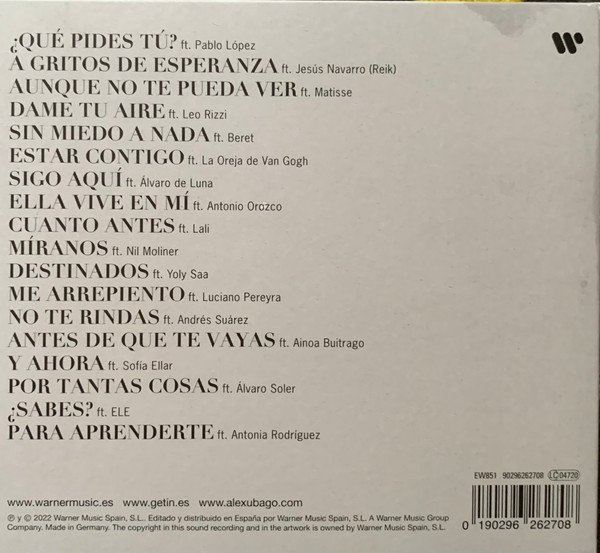 ¿QUÉ PIDES TÚ? ft. Pablo López
A GRITOS DE ESPERANZA ft. Jesús Navarro (Reik)
AUNQUE NO TE PUEDA VER ft. Matisse
DAME TU AIRE ft. Leo Rizzi
SIN MIEDO A NADA ft. Beret
ESTAR CONTIGO ft. La Oreja de Van Gogh
SIGO AQUÍ ft. Álvaro de Luna
ELLA VIVE EN MÍ ft. Antonio Orozco
CUANTO ANTES ft. Lali
MÍRANOS ft. Nil Moliner
DESTINADOS ft. Yoly Saa
ME ARREPIENTO ft. Luciano Pereyra
NO TE RINDAS ft. Andrés Suárez
ANTES DE QUE TE VAYAS ft. Ainoa Buitrago
Y AHORA ft. Sofía Ellar
POR TANTAS COSAS ft. Álvaro Soler
¿SABES? ft. ELE
PARA APRENDERTE ft. Antonia Rodríguez
EW851 90296262708 LC 04720
www.warnermusic.es www.getin.es www.alexubago.com
℗ y © 2022 Warner Music Spain, S.L. Editado y distribuido en España por Warner Music Spain, S.L. A Warner Music Group
Company. Made in Germany. The copyright in this sound recording and in the artwork is owned by Warner Music Spain, S.L.
0 190296 262708